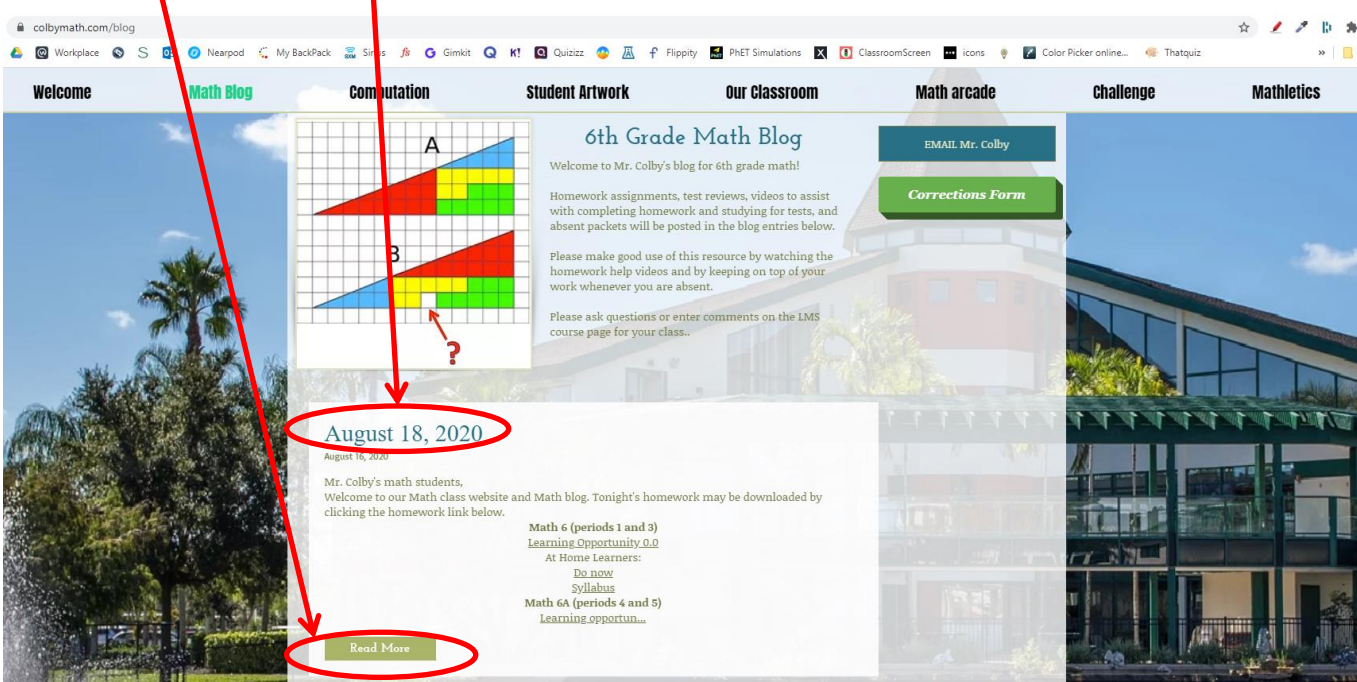 colbymath.com/blog
Workplace S Nearpod My BackPack Sirius fs G Gimkit Q K! Quizizz Flippity PhET Simulations X ClassroomScreen icons Color Picker online... Thatquiz »
Welcome Math Blog Computation Student Artwork Our Classroom Math arcade Challenge Mathletics
A
B
?
6th Grade Math Blog
Welcome to Mr. Colby's blog for 6th grade math!
Homework assignments, test reviews, videos to assist
with completing homework and studying for tests, and
absent packets will be posted in the blog entries below.
Please make good use of this resource by watching the
homework help videos and by keeping on top of your
work whenever you are absent.
Please ask questions or enter comments on the LMS
course page for your class..
EMAIL Mr. Colby
Corrections Form
August 18, 2020
August 16, 2020
Mr. Colby's math students,
Welcome to our Math class website and Math blog. Tonight's homework may be downloaded by
clicking the homework link below.
Math 6 (periods 1 and 3)
Learning Opportunity 0.0
At Home Learners:
Do now
Syllabus
Math 6A (periods 4 and 5)
Learning opportun...
Read More